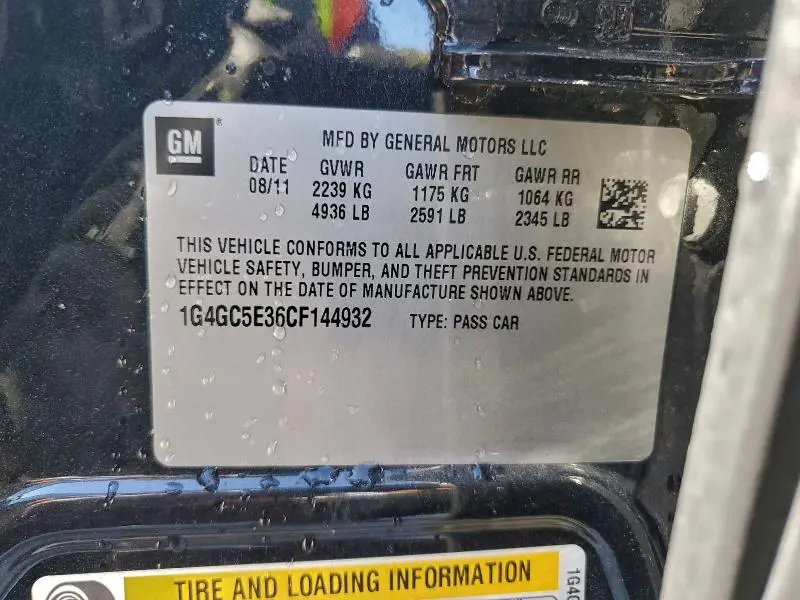 GM
®
MFD BY GENERAL MOTORS LLC
DATE GVWR GAWR FRT GAWR RR
08/11 2239 KG 1175 KG 1064 KG
4936 LB 2591 LB 2345 LB
THIS VEHICLE CONFORMS TO ALL APPLICABLE U.S. FEDERAL MOTOR
VEHICLE SAFETY, BUMPER, AND THEFT PREVENTION STANDARDS IN
EFFECT ON THE DATE OF MANUFACTURE SHOWN ABOVE.
1G4GC5E36CF144932 TYPE: PASS CAR
TIRE AND LOADING INFORMATION